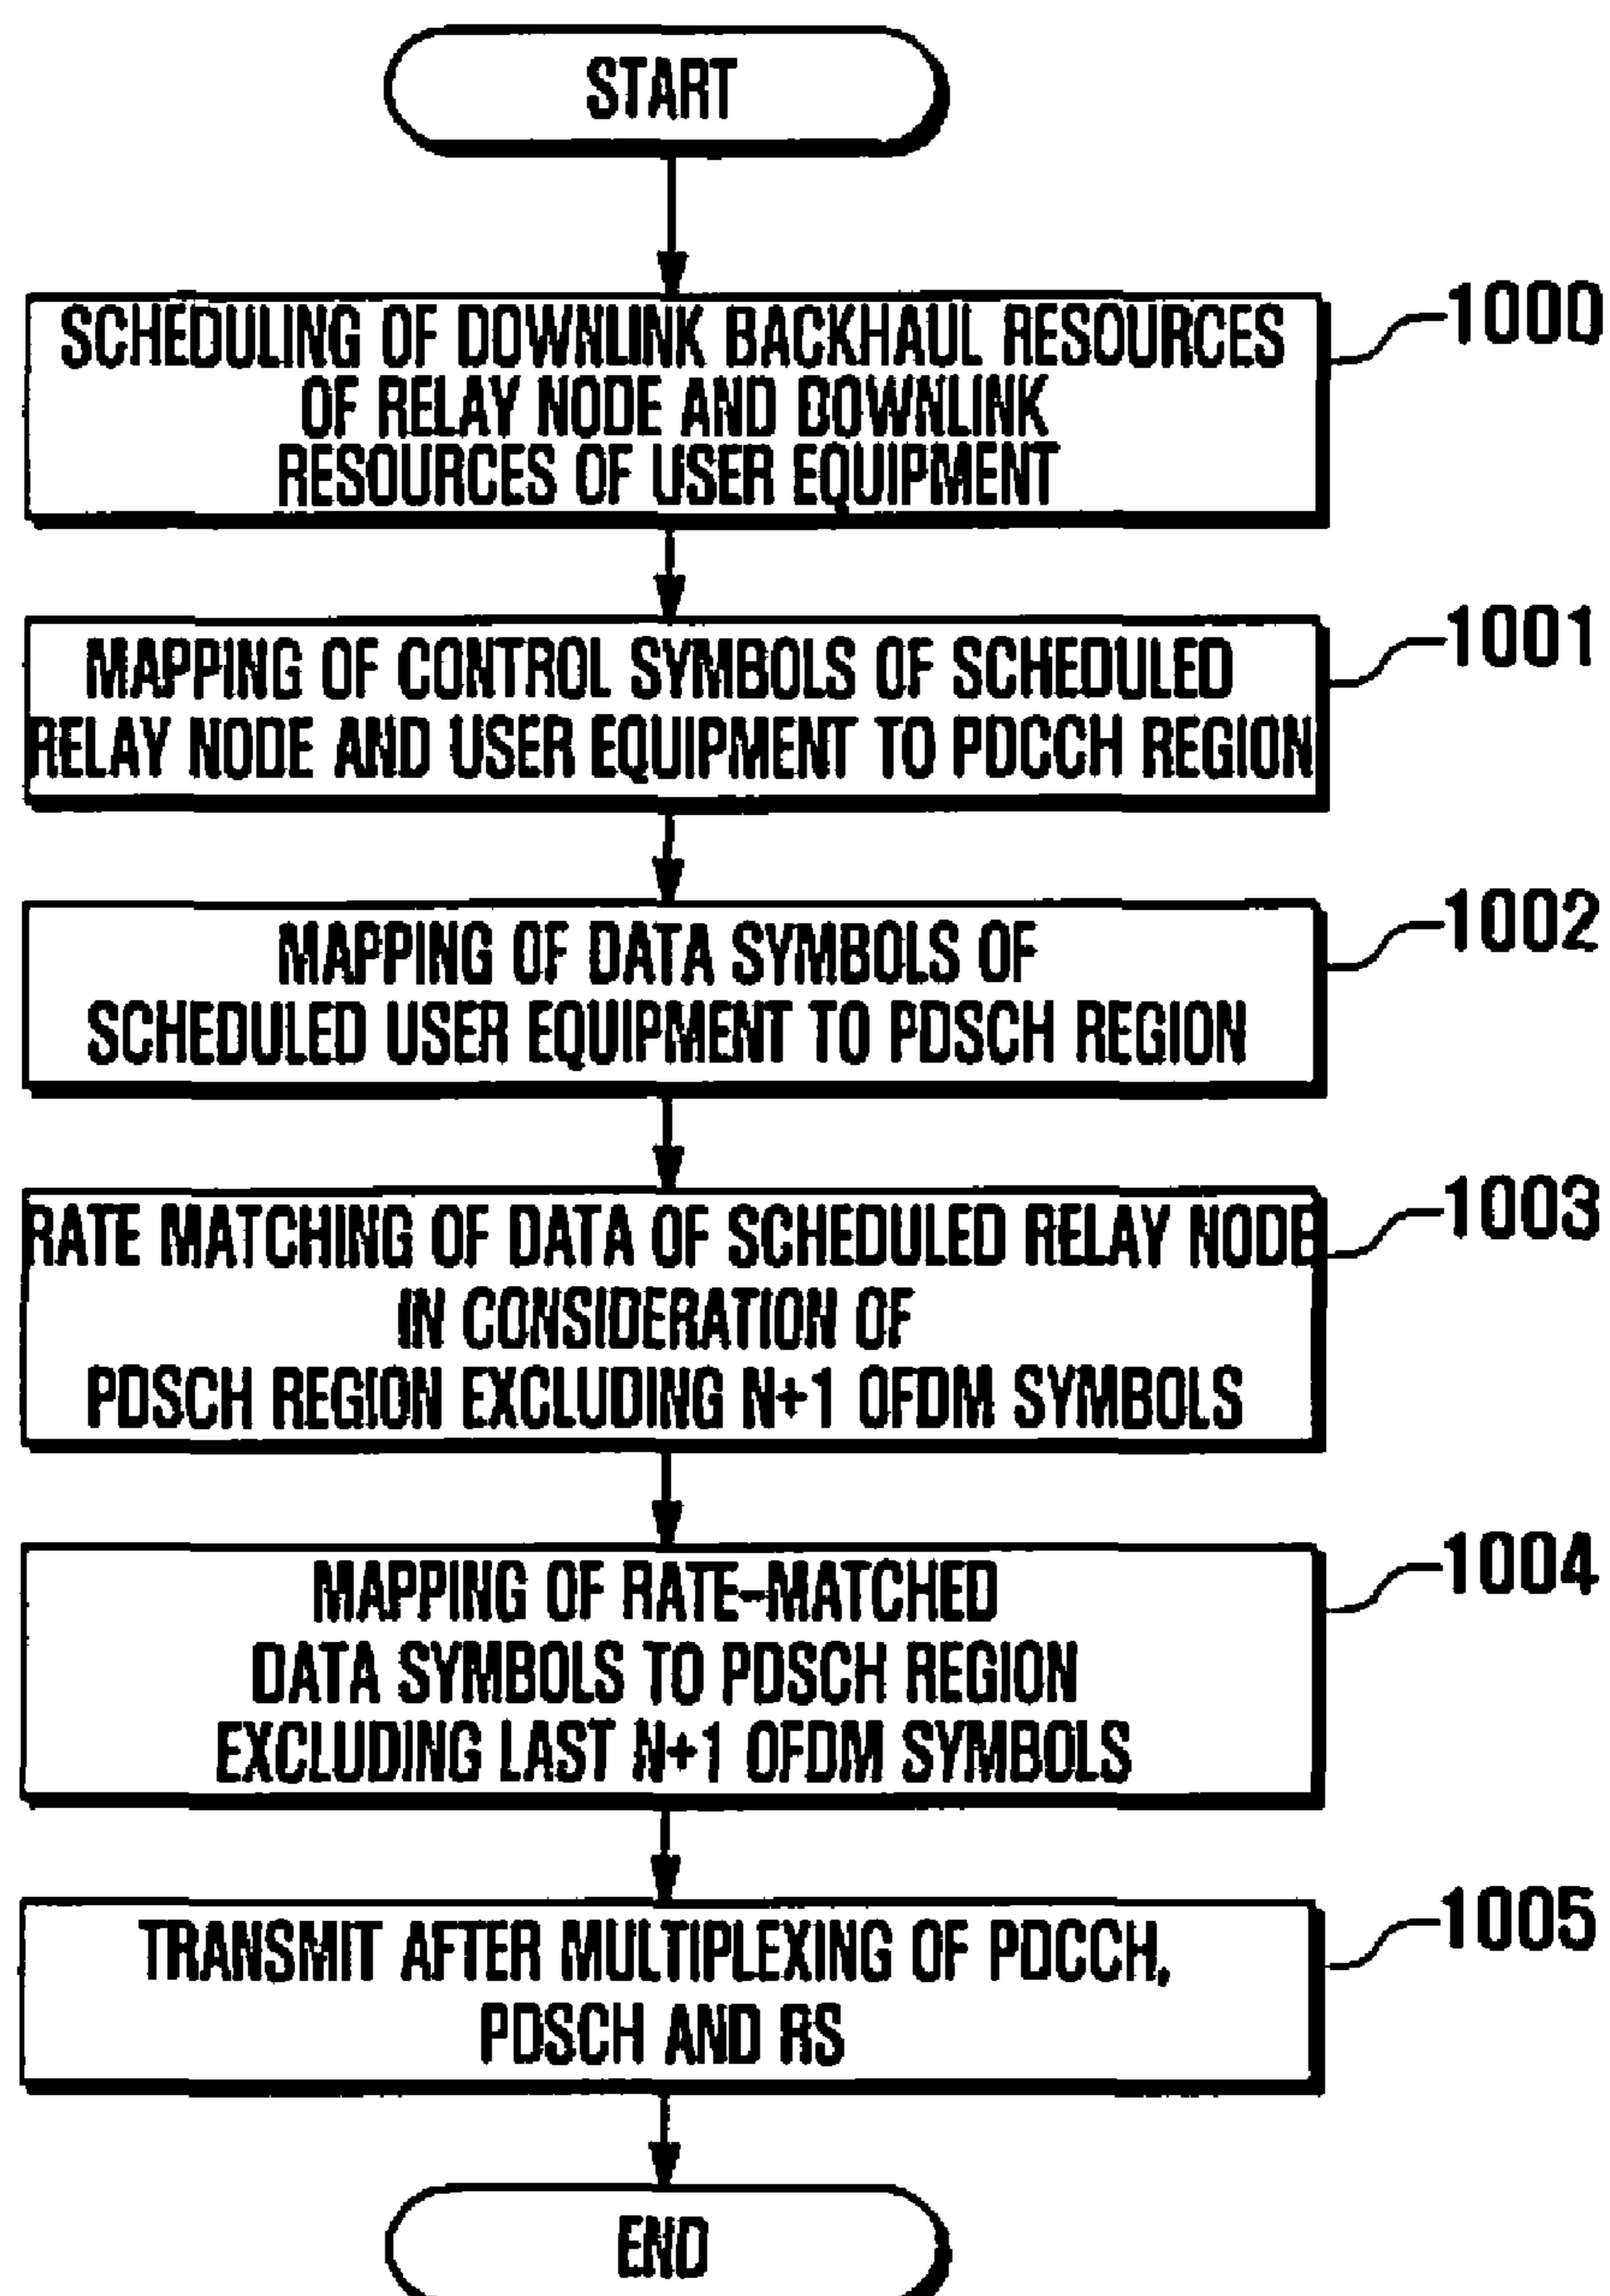 START
SCHEDULING OF DOWNLINK BACKHAUL RESOURCES
OF RELAY NODE AND DOWNLINK
RESOURCES OF USER EQUIPMENT
1000
MAPPING OF CONTROL SYMBOLS OF SCHEDULED
RELAY NODE AND USER EQUIPMENT TO PDCCH REGION
1001
MAPPING OF DATA SYMBOLS OF
SCHEDULED USER EQUIPMENT TO PDSCH REGION
1002
RATE MATCHING OF DATA OF SCHEDULED RELAY NODE
IN CONSIDERATION OF
PDSCH REGION EXCLUDING N+1 OFDM SYMBOLS
1003
MAPPING OF RATE-MATCHED
DATA SYMBOLS TO PDSCH REGION
EXCLUDING LAST N+1 OFDM SYMBOLS
1004
TRANSMIT AFTER MULTIPLEXING OF PDCCH,
PDSCH AND RS
1005
END